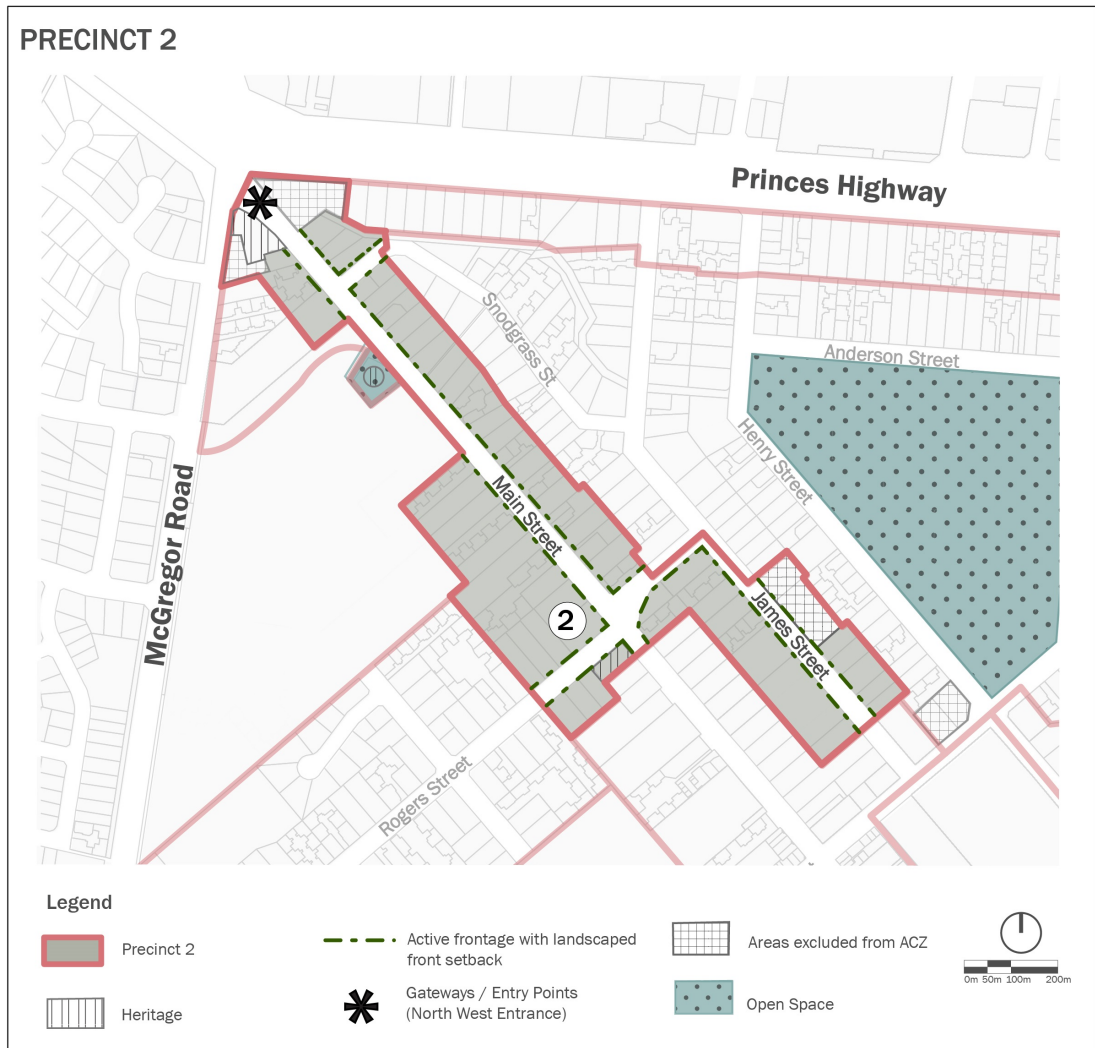 PRECINCT 2
Princes Highway
Snodgrass St
Anderson Street
Henry Street
McGregor Road
Main Street
2
James Street
Rogers Street
Legend
Precinct 2
Heritage
Active frontage with landscaped
front setback
Gateways / Entry Points
(North West Entrance)
Areas excluded from ACZ
Open Space
0m 50m 100m 200m